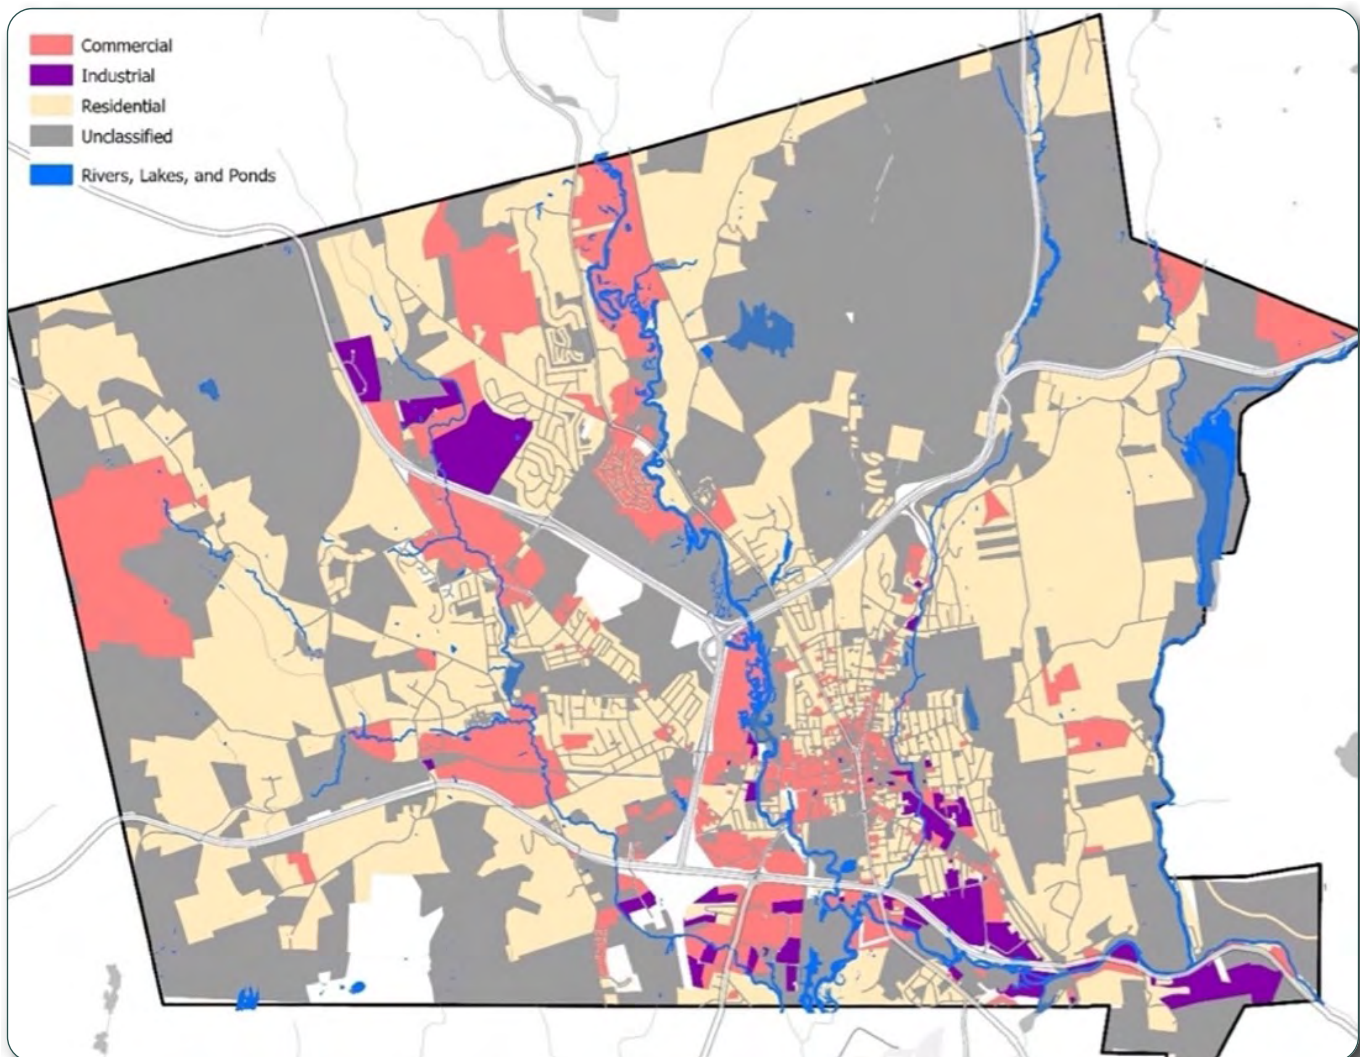 Commercial
Industrial
Residential
Unclassified
Rivers, Lakes, and Ponds